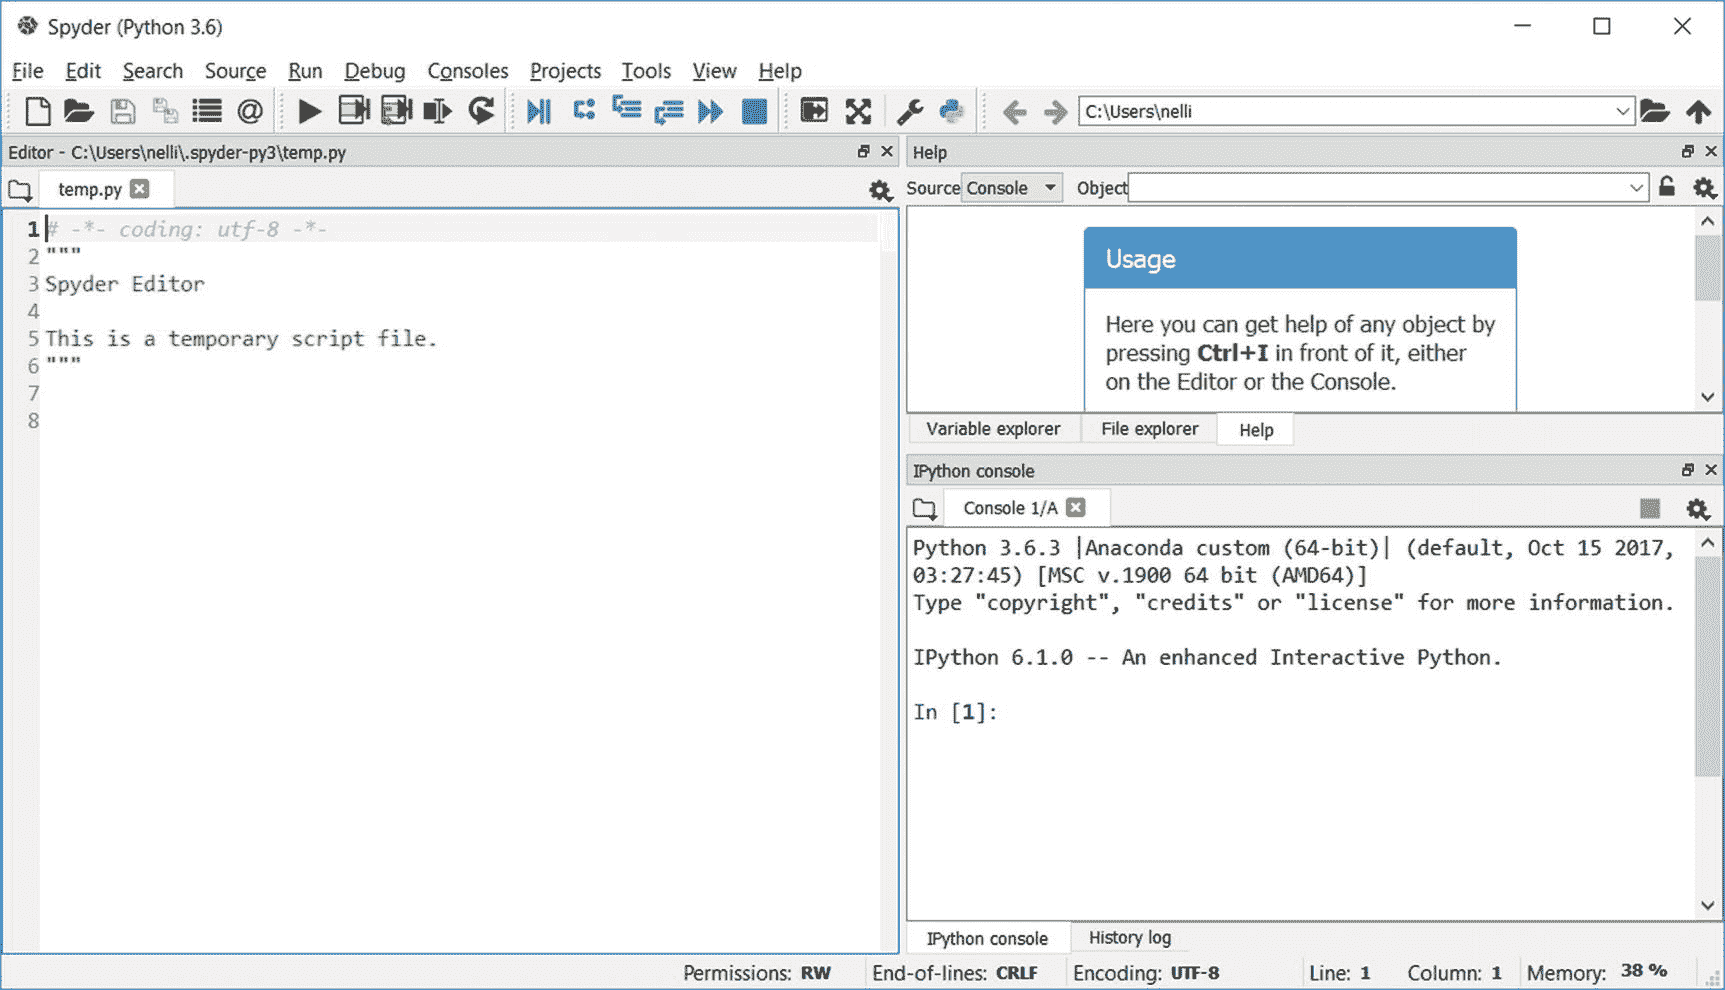 Spyder (Python 3.6)
File Edit Search Source Run Debug Consoles Projects Tools View Help
C:\Users\nelli
Editor - C:\Users\nelli\.spyder-py3\temp.py
temp.py
1 # -*- coding: utf-8 -*-
2 """
3 Spyder Editor
4
5 This is a temporary script file.
6 """
7
8
Help
Source Console Object
Usage
Here you can get help of any object by
pressing Ctrl+I in front of it, either
on the Editor or the Console.
Variable explorer File explorer Help
IPython console
Console 1/A
Python 3.6.3 |Anaconda custom (64-bit)| (default, Oct 15 2017,
03:27:45) [MSC v.1900 64 bit (AMD64)]
Type "copyright", "credits" or "license" for more information.
IPython 6.1.0 -- An enhanced Interactive Python.
In [1]:
IPython console History log
Permissions: RW End-of-lines: CRLF Encoding: UTF-8 Line: 1 Column: 1 Memory: 38 %